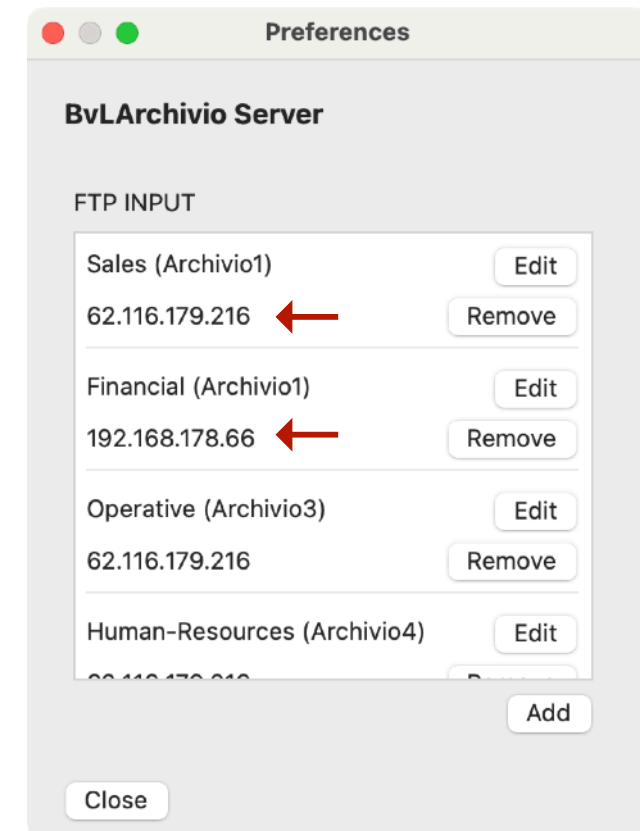 Preferences
BvLArchivio Server
FTP INPUT
Sales (Archivio1) Edit
62.116.179.216 Remove
Financial (Archivio1) Edit
192.168.178.66 Remove
Operative (Archivio3) Edit
62.116.179.216 Remove
Human-Resources (Archivio4) Edit
Add
Close